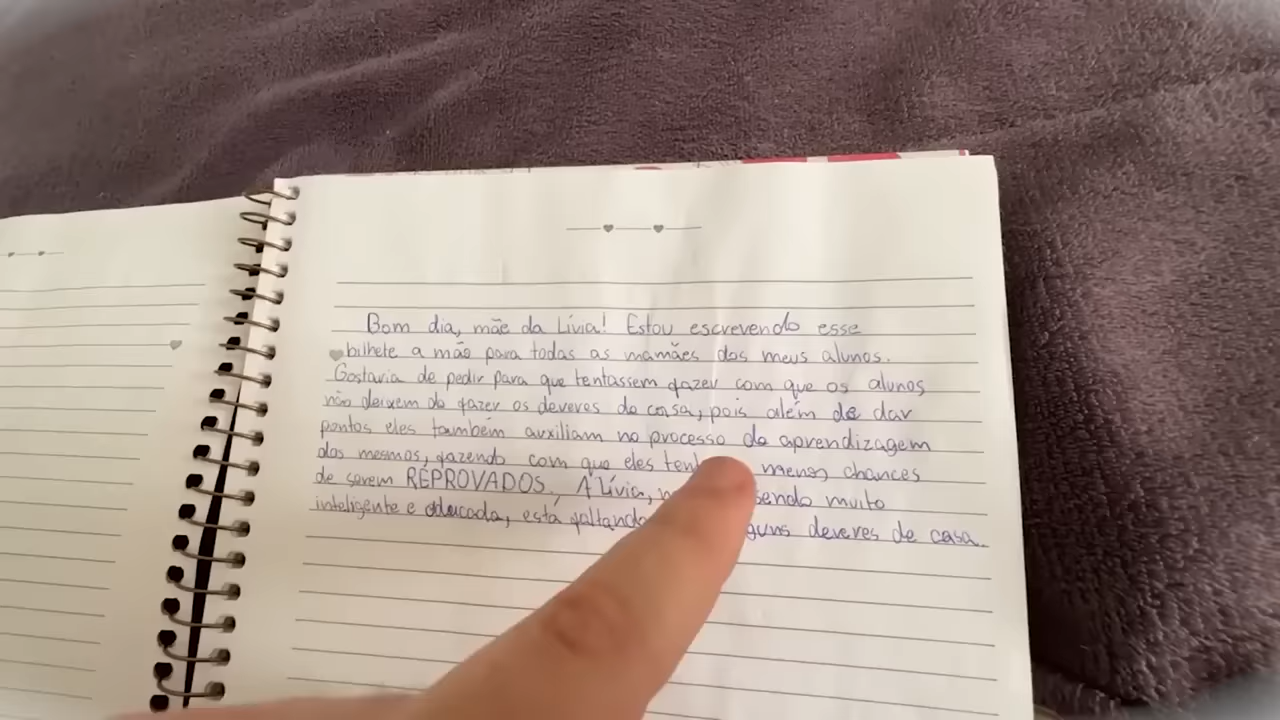 Bom dia, mãe da Lívia! Estou escrevendo esse
bilhete a mão para todas as mamães dos meus alunos.
Gostaria de pedir para que tentassem fazer com que os alunos
não deixem de fazer os deveres de casa, pois além de dar
pontos eles também auxiliam no processo de aprendizagem
dos mesmos, fazendo com que eles menos chances
de serem REPROVADOS. A Lívia, sendo muito
inteligente e educada, está faltando deveres de casa.